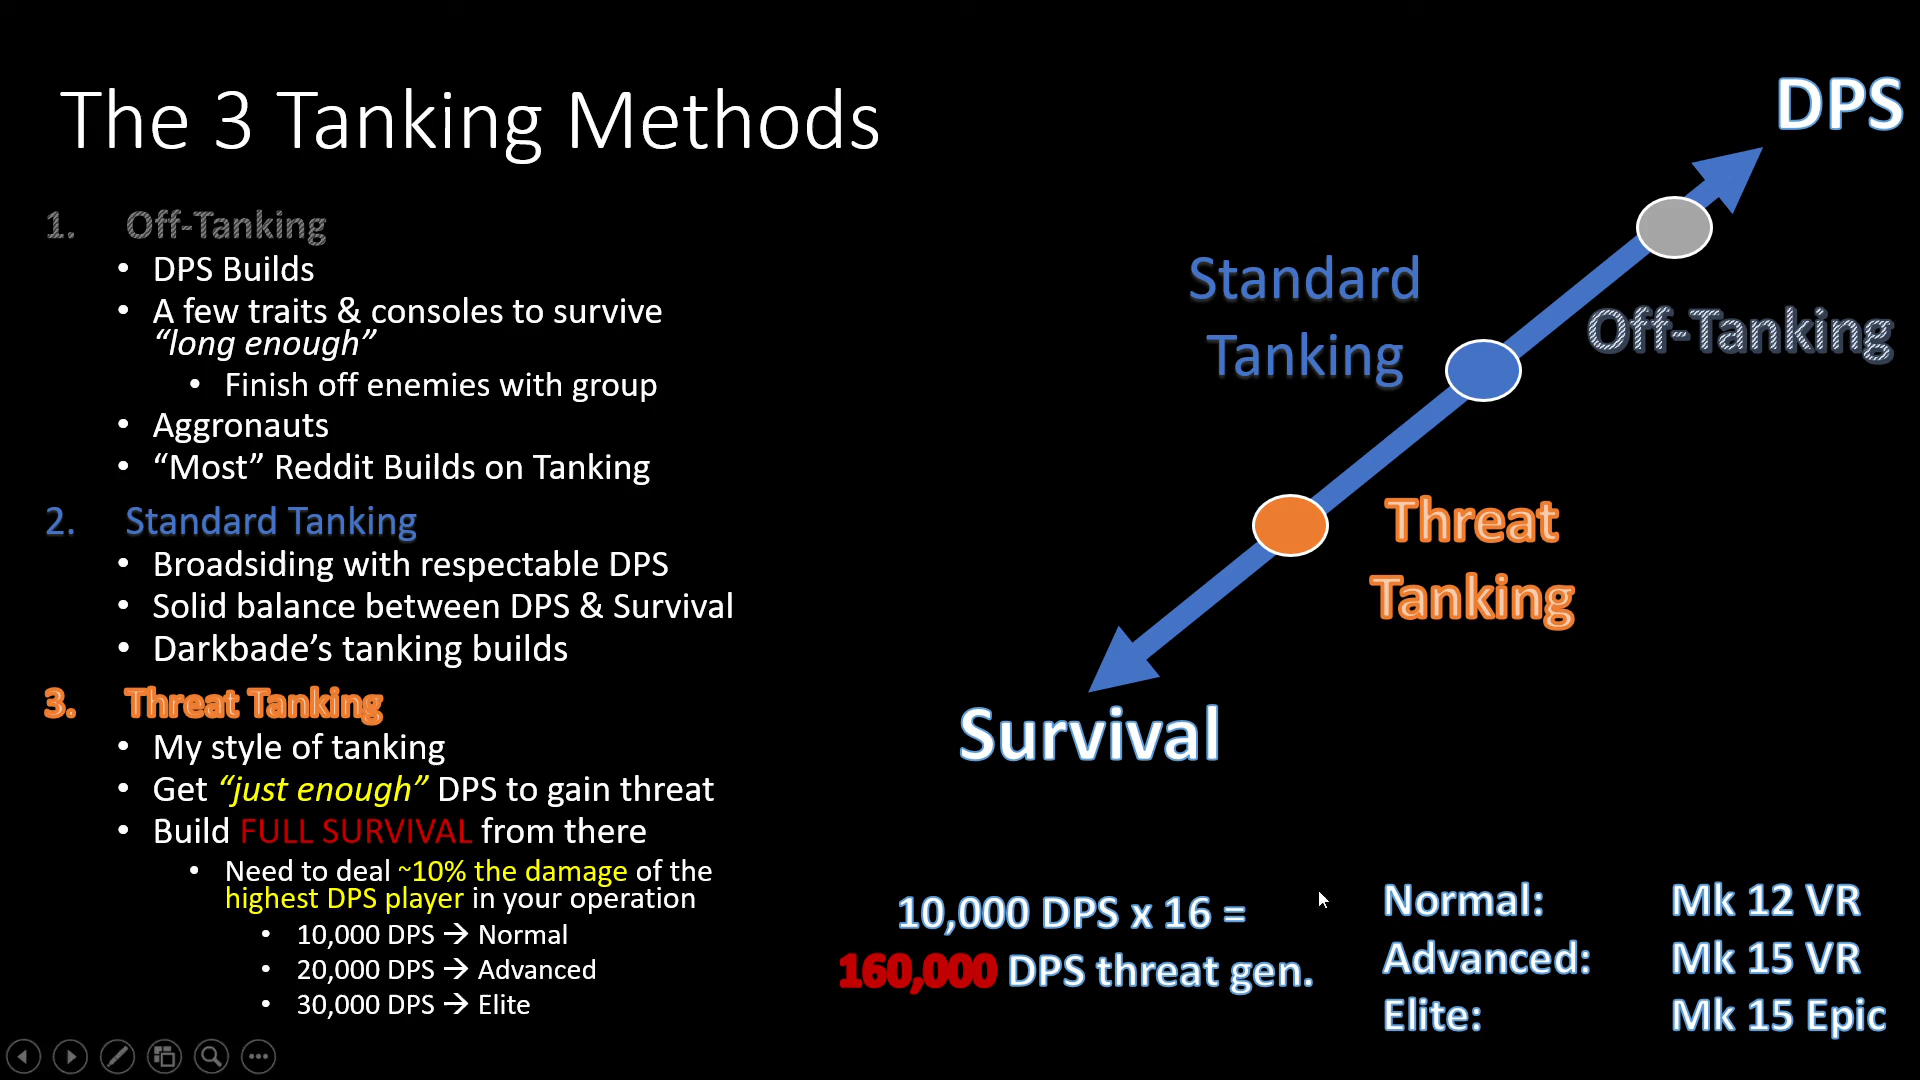 The 3 Tanking Methods
1. Off-Tanking
• DPS Builds
• A few traits & consoles to survive
“long enough”
• Finish off enemies with group
• Aggronauts
• “Most” Reddit Builds on Tanking
2. Standard Tanking
• Broadsiding with respectable DPS
• Solid balance between DPS & Survival
• Darkbade’s tanking builds
3. Threat Tanking
• My style of tanking
• Get “just enough” DPS to gain threat
• Build FULL SURVIVAL from there
• Need to deal ~10% the damage of the
highest DPS player in your operation
• 10,000 DPS → Normal
• 20,000 DPS → Advanced
• 30,000 DPS → Elite
DPS
Standard
Tanking
Off-Tanking
Threat
Tanking
Survival
10,000 DPS x 16 =
160,000 DPS threat gen.
Normal: Mk 12 VR
Advanced: Mk 15 VR
Elite: Mk 15 Epic